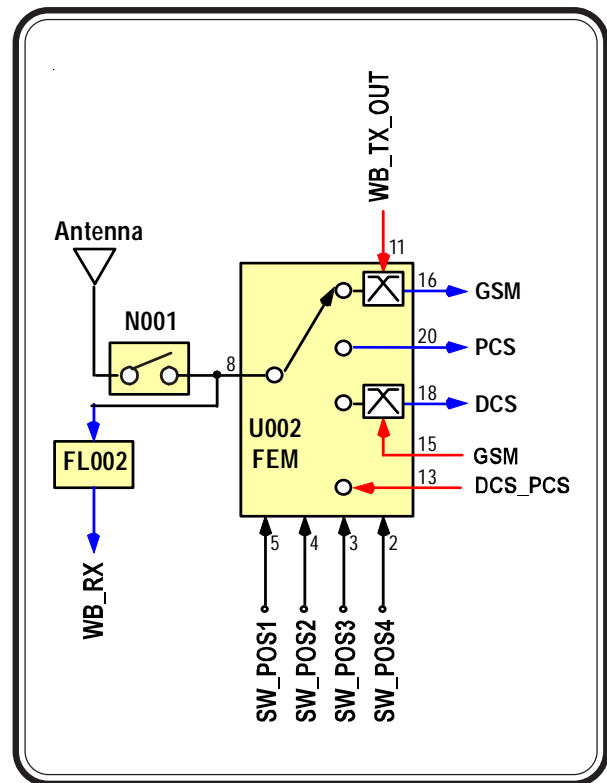 WB_TX_OUT
11
Antenna
16
GSM
N001
20
PCS
8
18
DCS
U002
FEM
15
GSM
FL002
13
DCS_PCS
5
4
3
2
WB_RX
SW_POS1
SW_POS2
SW_POS3
SW_POS4